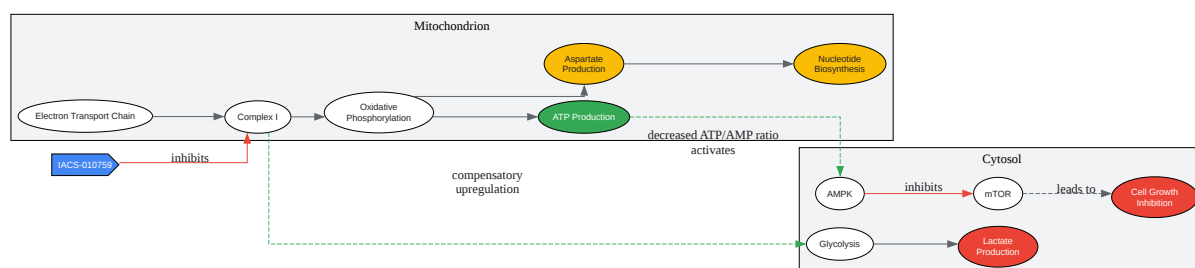 Mitochondrion
Aspartate
Production
Nucleotide
Biosynthesis
Electron Transport Chain
Complex I
Oxidative
Phosphorylation
ATP Production
decreased ATP/AMP ratio
activates
IACS-010759
inhibits
compensatory
upregulation
Cytosol
AMPK
inhibits
mTOR
leads to
Cell Growth
Inhibition
Glycolysis
Lactate
Production